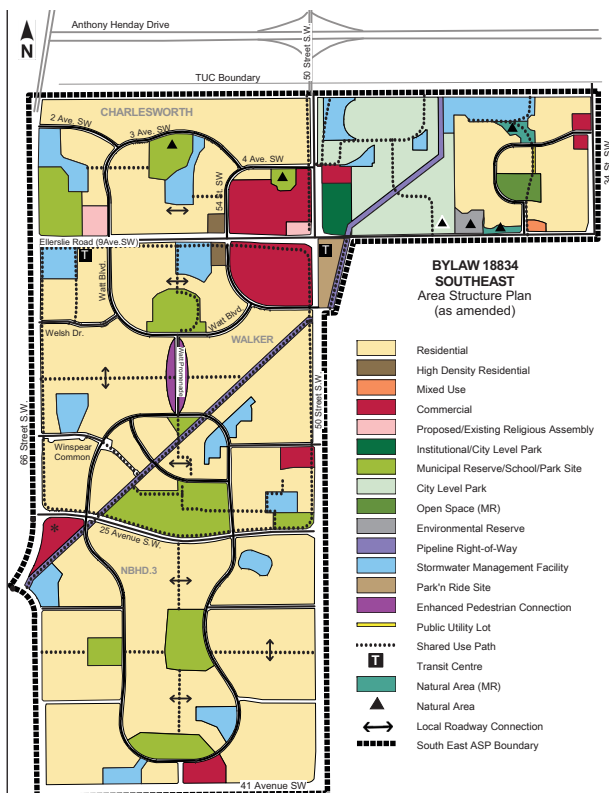 Anthony Henday Drive
50 Street S.W.
N
TUC Boundary
CHARLESWORTH
2 Ave. SW
3 Ave. SW
4 Ave. SW
54 St. SW
34 St. SW
Ellerslie Road (9Ave.SW)
T
T
Watt Blvd.
Watt Blvd.
Welsh Dr.
WALKER
Watt Promenade
66 Street S.W.
50 Street S.W.
Winspear
Common
*
25 Avenue S.W.
NBHD.3
41 Avenue SW
BYLAW 18834
SOUTHEAST
Area Structure Plan
(as amended)
Residential
High Density Residential
Mixed Use
Commercial
Proposed/Existing Religious Assembly
Institutional/City Level Park
Municipal Reserve/School/Park Site
City Level Park
Open Space (MR)
Environmental Reserve
Pipeline Right-of-Way
Stormwater Management Facility
Park'n Ride Site
Enhanced Pedestrian Connection
Public Utility Lot
Shared Use Path
T Transit Centre
Natural Area (MR)
Natural Area
Local Roadway Connection
South East ASP Boundary